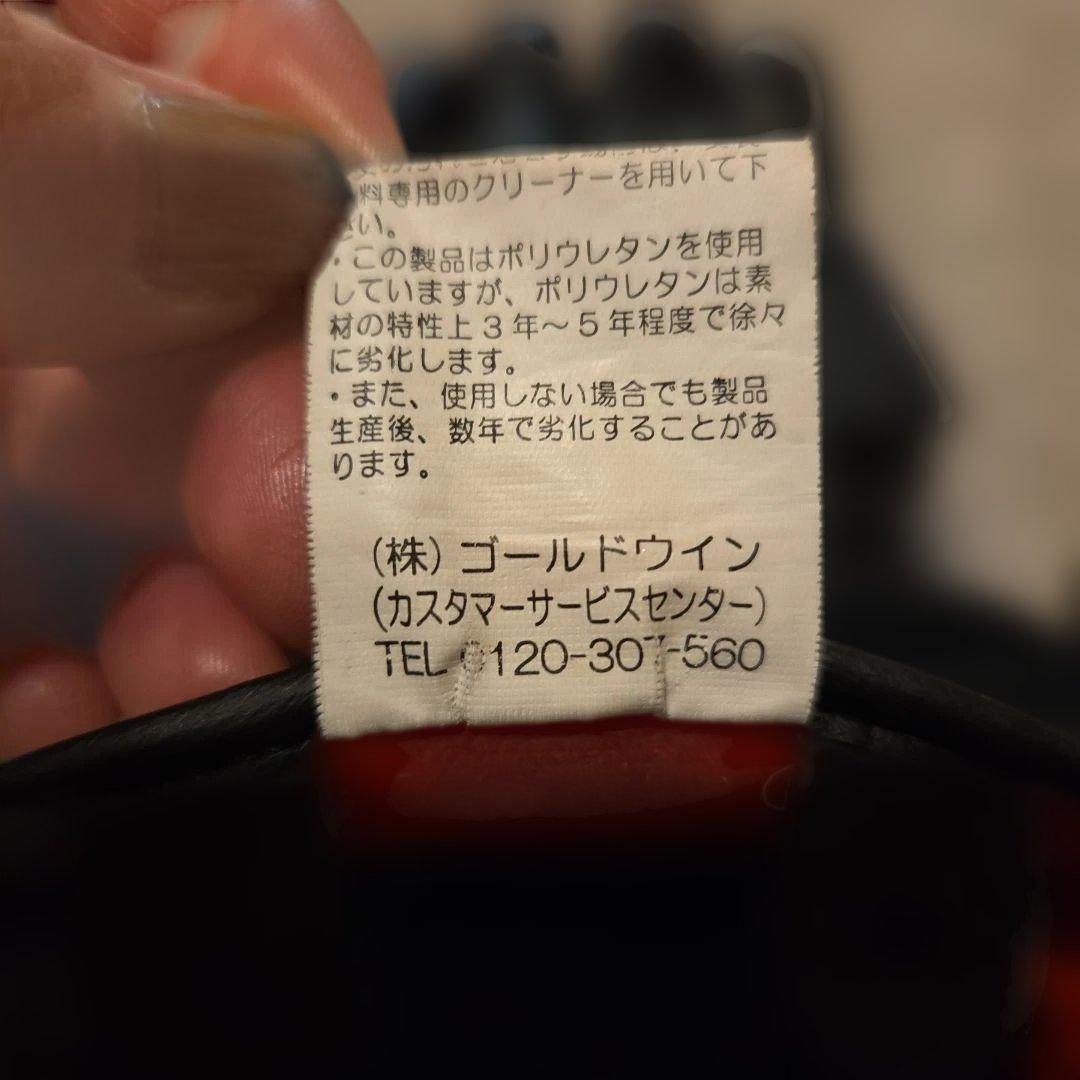 料専用のクリーナーを用いて下
さい。
・この製品はポリウレタンを使用
していますが、ポリウレタンは素
材の特性上3年～5年程度で徐々
に劣化します。
・また、使用しない場合でも製品
生産後、数年で劣化することがあ
ります。
(株)ゴールドウイン
(カスタマーサービスセンター)
TEL 0120-307-560